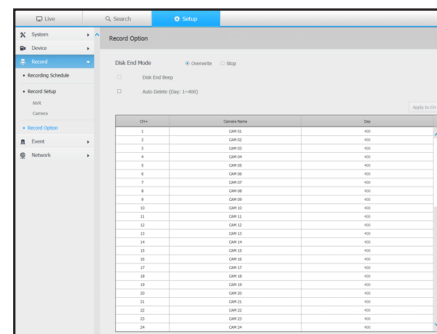 Live
Search
Setup
System
Device
Record
Recording Schedule
Record Setup
Camera
Record Option
Event
Network
Record Option
Disk End Mode
Overwrite
Stop
Disk End Beep
Auto Delete (Day: 1~400)
Apply to
CH
Camera Name
Day
1 CAM 01 400
2 CAM 02 400
3 CAM 03 400
4 CAM 04 400
5 CAM 05 400
6 CAM 06 400
7 CAM 07 400
8 CAM 08 400
9 CAM 09 400
10 CAM 10 400
11 CAM 11 400
12 CAM 12 400
13 CAM 13 400
14 CAM 14 400
15 CAM 15 400
16 CAM 16 400
17 CAM 17 400
18 CAM 18 400
19 CAM 19 400
20 CAM 20 400
21 CAM 21 400
22 CAM 22 400
23 CAM 23 400
24 CAM 24 400